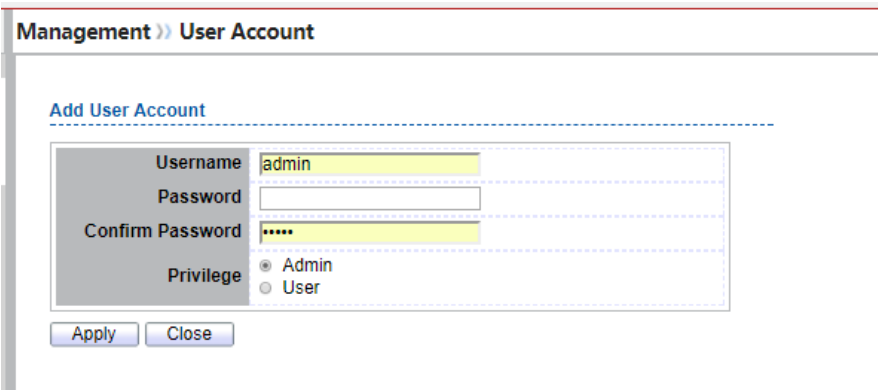 Management » User Account
Add User Account
Username admin
Password
Confirm Password •••••
Privilege Admin
User
Apply Close